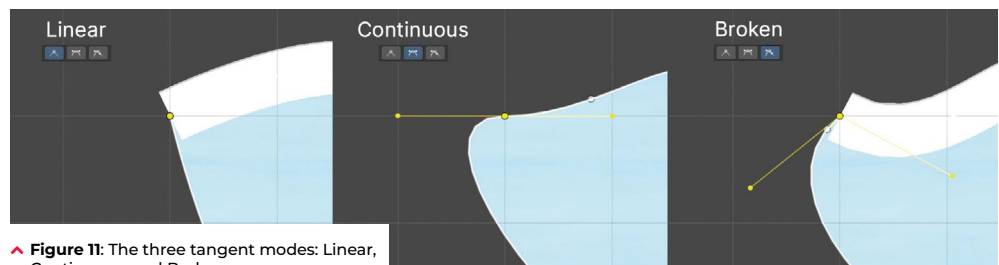 Linear
Continuous
Broken
Figure 11: The three tangent modes: Linear,